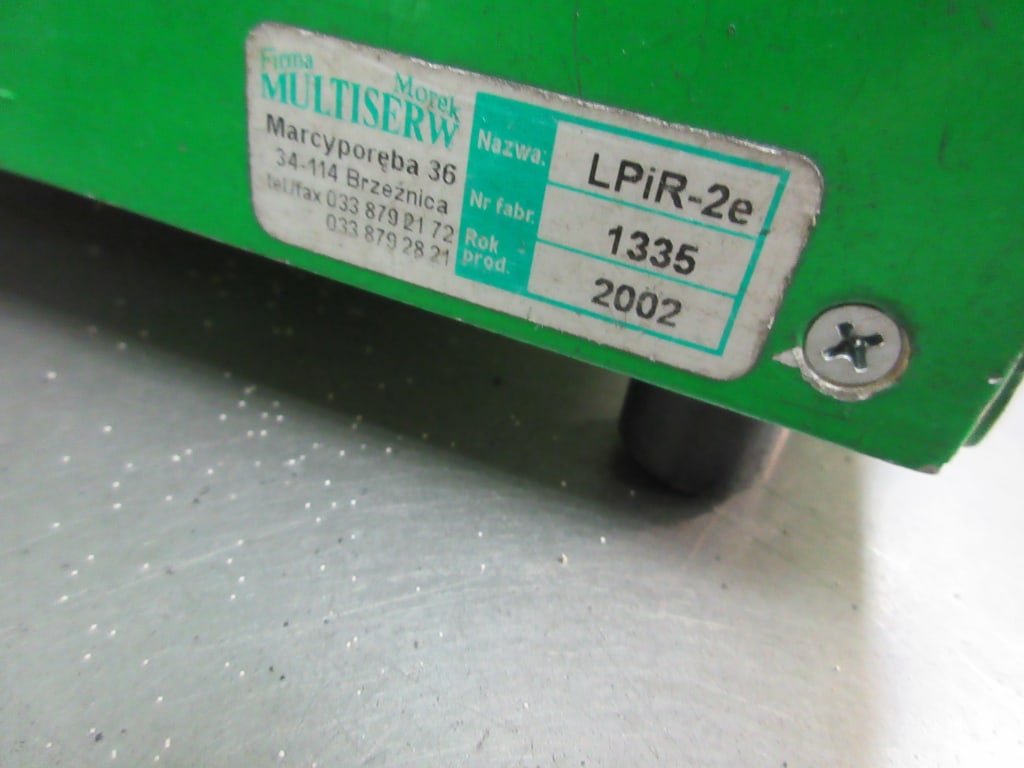 Firma
Morek
MULTISERW
Marcyporęba 36
34-114 Brzeźnica
tel./fax 033 879 21 72
033 879 28 21
Nazwa: LPiR-2e
Nr fabr. 1335
Rok prod. 2002